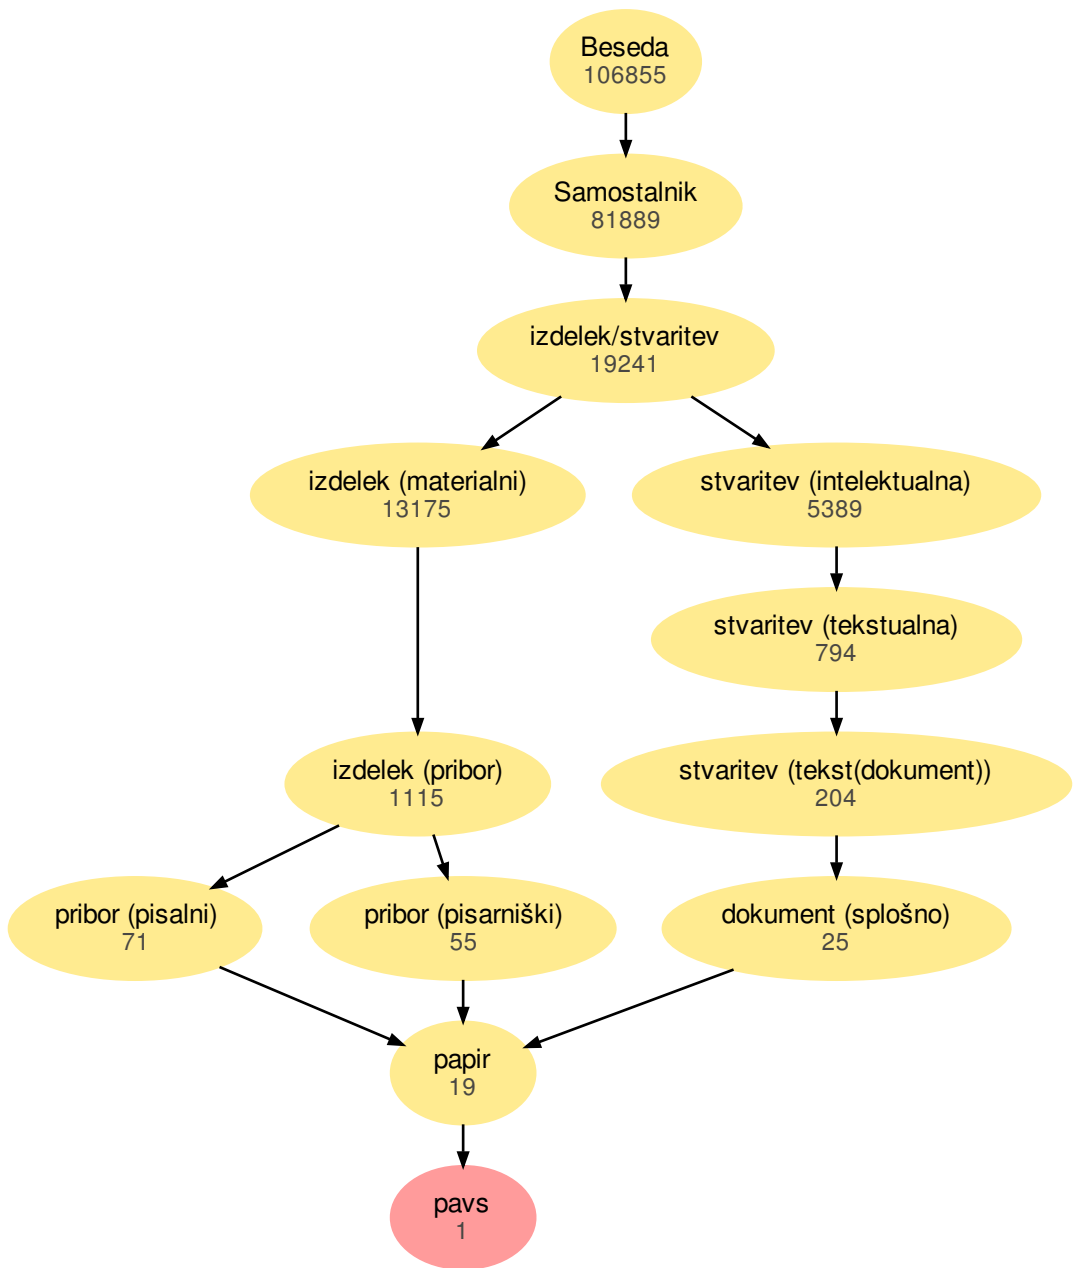 Beseda
106855
Samostalnik
81889
izdelek/stvaritev
19241
izdelek (materialni)
13175
stvaritev (intelektualna)
5389
stvaritev (tekstualna)
794
izdelek (pribor)
1115
stvaritev (tekst(dokument))
204
pribor (pisalni)
71
pribor (pisarniški)
55
dokument (splošno)
25
papir
19
pavs
1